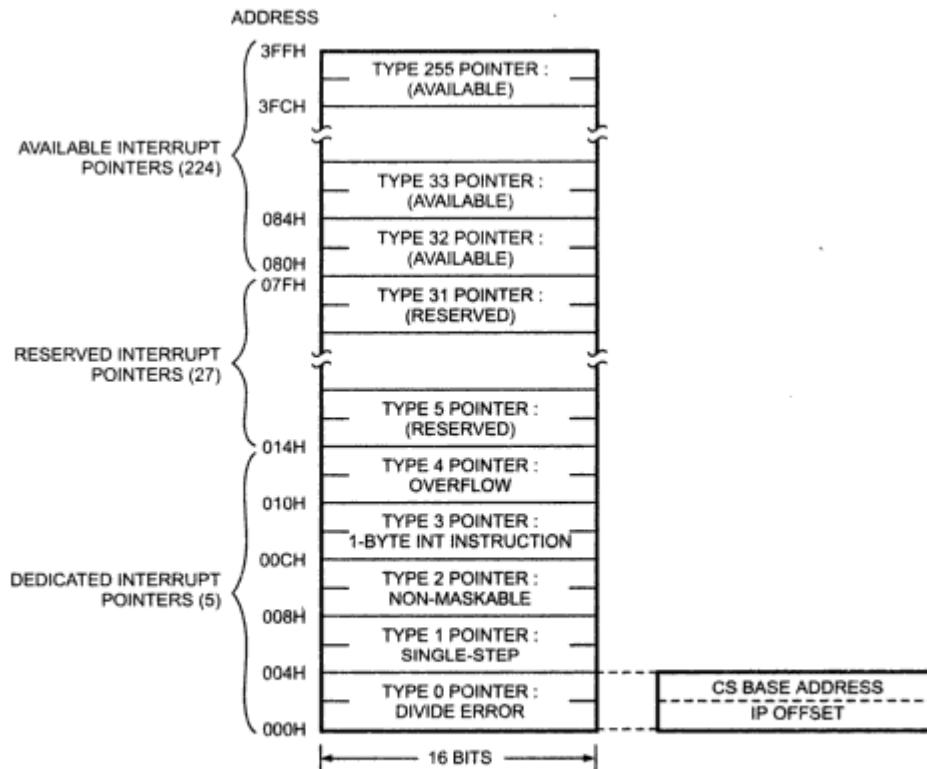 ADDRESS
3FFH
TYPE 255 POINTER :
(AVAILABLE)
3FCH
AVAILABLE INTERRUPT
POINTERS (224)
TYPE 33 POINTER :
(AVAILABLE)
084H
TYPE 32 POINTER :
(AVAILABLE)
080H
07FH
TYPE 31 POINTER :
(RESERVED)
RESERVED INTERRUPT
POINTERS (27)
TYPE 5 POINTER :
(RESERVED)
014H
TYPE 4 POINTER :
OVERFLOW
010H
TYPE 3 POINTER :
1-BYTE INT INSTRUCTION
00CH
DEDICATED INTERRUPT
POINTERS (5)
TYPE 2 POINTER :
NON-MASKABLE
008H
TYPE 1 POINTER :
SINGLE-STEP
004H
TYPE 0 POINTER :
DIVIDE ERROR
000H
CS BASE ADDRESS
IP OFFSET
16 BITS